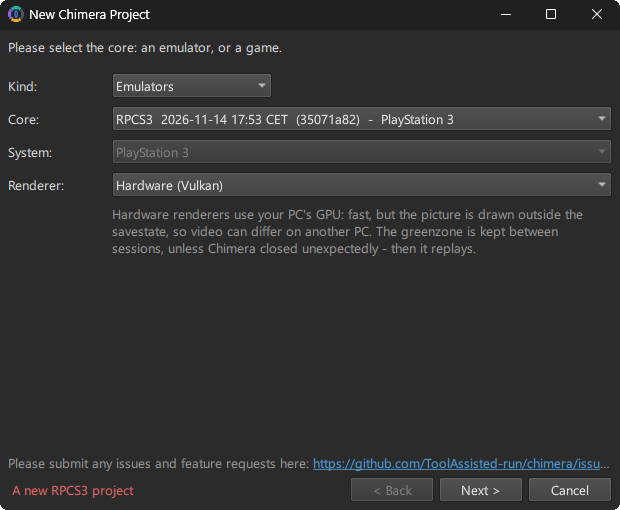 New Chimera Project
Please select the core: an emulator, or a game.
Kind: Emulators
Core: RPCS3 2026-11-14 17:53 CET (35071a82) - PlayStation 3
System: PlayStation 3
Renderer: Hardware (Vulkan)
Hardware renderers use your PC's GPU: fast, but the picture is drawn outside the
savestate, so video can differ on another PC. The greenzone is kept between
sessions, unless Chimera closed unexpectedly - then it replays.
Please submit any issues and feature requests here: https://github.com/ToolAssisted-run/chimera/issu...
A new RPCS3 project < Back Next > Cancel